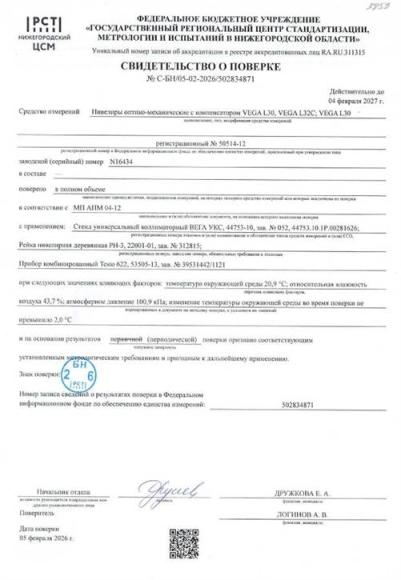 РСТ
НИЖЕГОРОДСКИЙ
ЦСМ
ФЕДЕРАЛЬНОЕ БЮДЖЕТНОЕ УЧРЕЖДЕНИЕ
«ГОСУДАРСТВЕННЫЙ РЕГИОНАЛЬНЫЙ ЦЕНТР СТАНДАРТИЗАЦИИ,
МЕТРОЛОГИИ И ИСПЫТАНИЙ В НИЖЕГОРОДСКОЙ ОБЛАСТИ»
Уникальный номер записи об аккредитации в реестре аккредитованных лиц RA.RU.311315
СВИДЕТЕЛЬСТВО О ПОВЕРКЕ
№ С-БН/05-02-2026/502834871
Действительно до
04 февраля 2027 г.
Средство измерений Нивелиры оптико-механические с компенсатором VEGA L30, VEGA L32C; VEGA L30
регистрационный № 50514-12
заводской (серийный) номер N16434
в составе —
поверено в полном объеме
в соответствии с МП АПМ 04-12
с применением: Стенд универсальный коллиматорный ВЕГА УКС, 44753-10, зав. № 052, 44753.10.1Р.00281626;
Рейка нивелирная деревянная РН-3, 22001-01, зав. № 312815;
Прибор комбинированный Testo 622, 53505-13, зав. № 39531442/1121
при следующих значениях влияющих факторов: температура окружающей среды 20,9 °С; относительная влажность
воздуха 43,7 %; атмосферное давление 100,9 кПа; изменение температуры окружающей среды во время поверки не
превышало 2,0 °С
и на основании результатов первичной (периодической) поверки признано соответствующим
установленным метрологическим требованиям и пригодным к дальнейшему применению.
Знак поверки:
БН
2 6
РСТ
Номер записи сведений о результатах поверки в Федеральном
информационном фонде по обеспечению единства измерений: 502834871
Начальник отдела ДРУЖКОВА Е. А.
Поверитель ЛОГИНОВ А. В.
Дата поверки
05 февраля 2026 г.